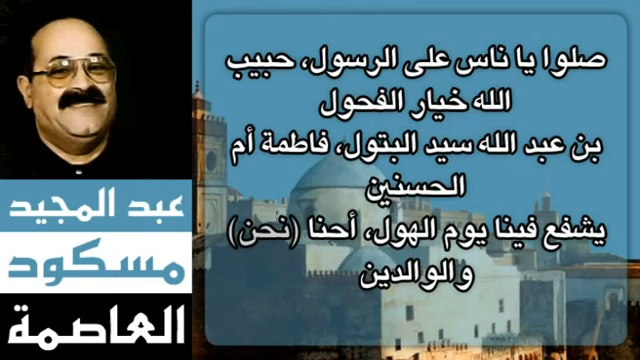 صلوا يا ناس على الرسول، حبيب
الله خيار الفحول
بن عبد الله سيد البتول، فاطمة أم
الحسنين
يشفع فينا يوم الهول، أحنا (نحن)
والوالدين
عبد المجيد
مسكود
العاصمة